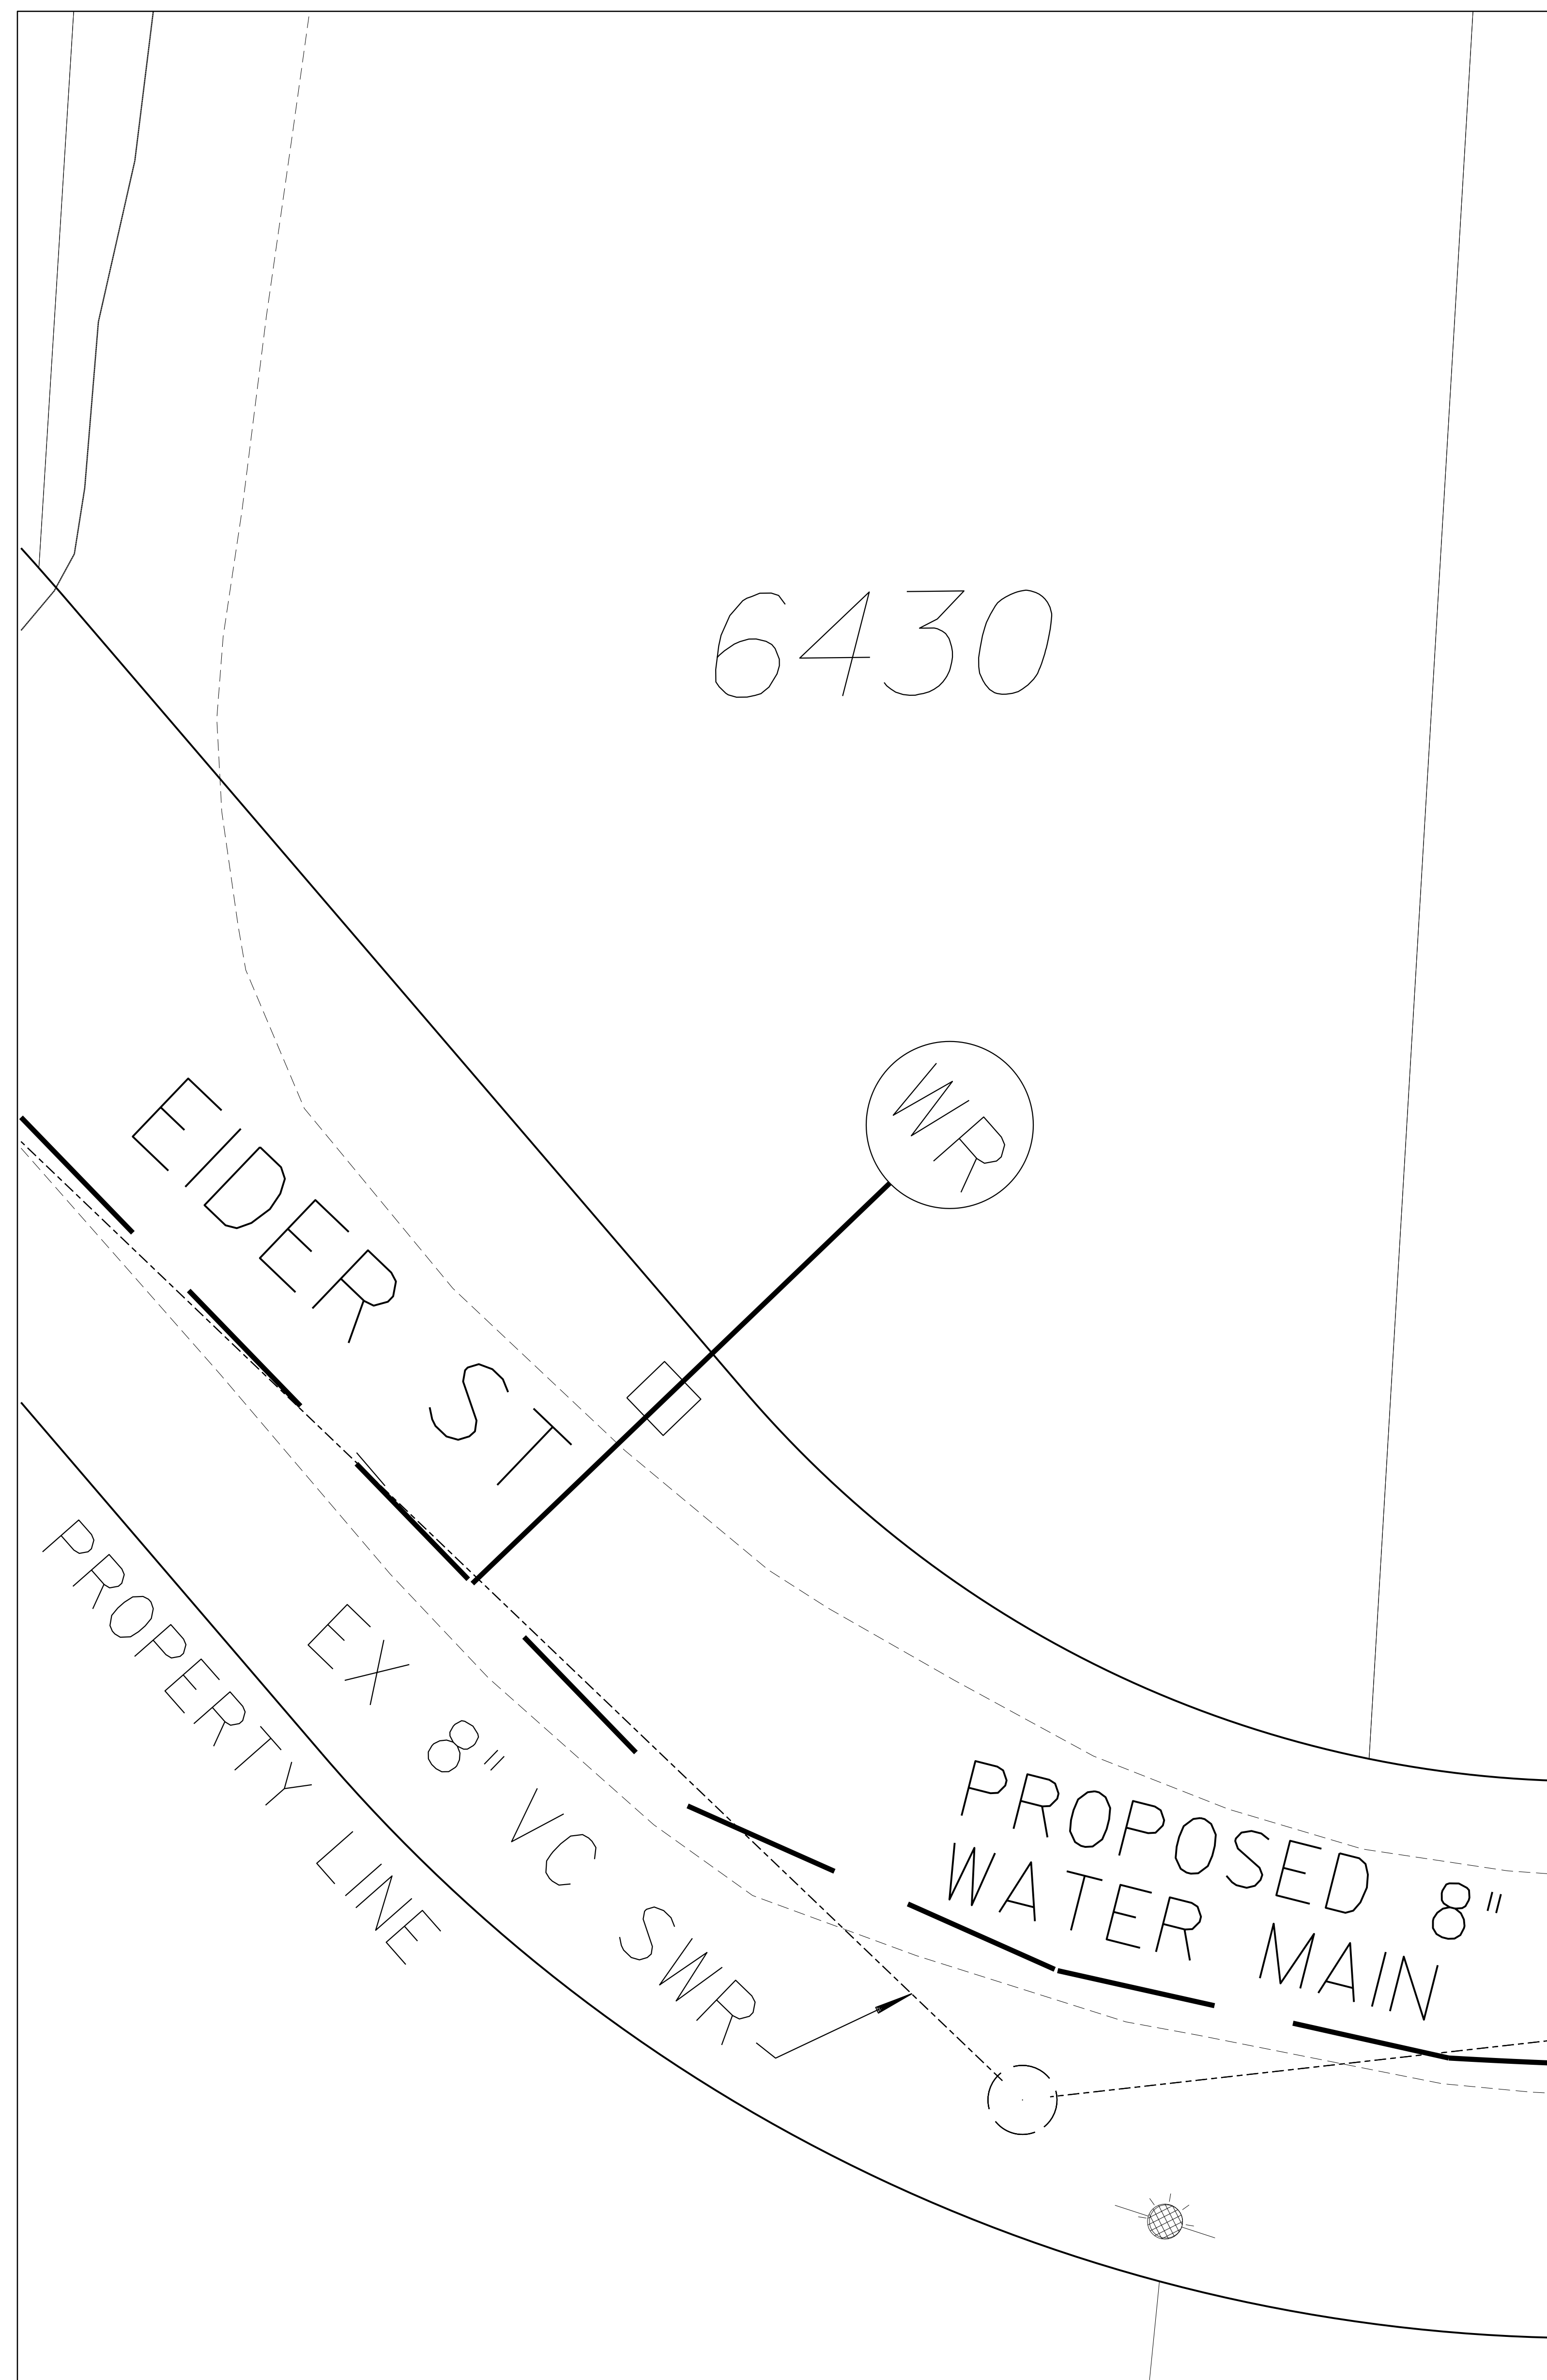 6430
WR
EIDER ST
PROPERTY LINE
EX 8" VC SWR
PROPOSED 8"
WATER MAIN